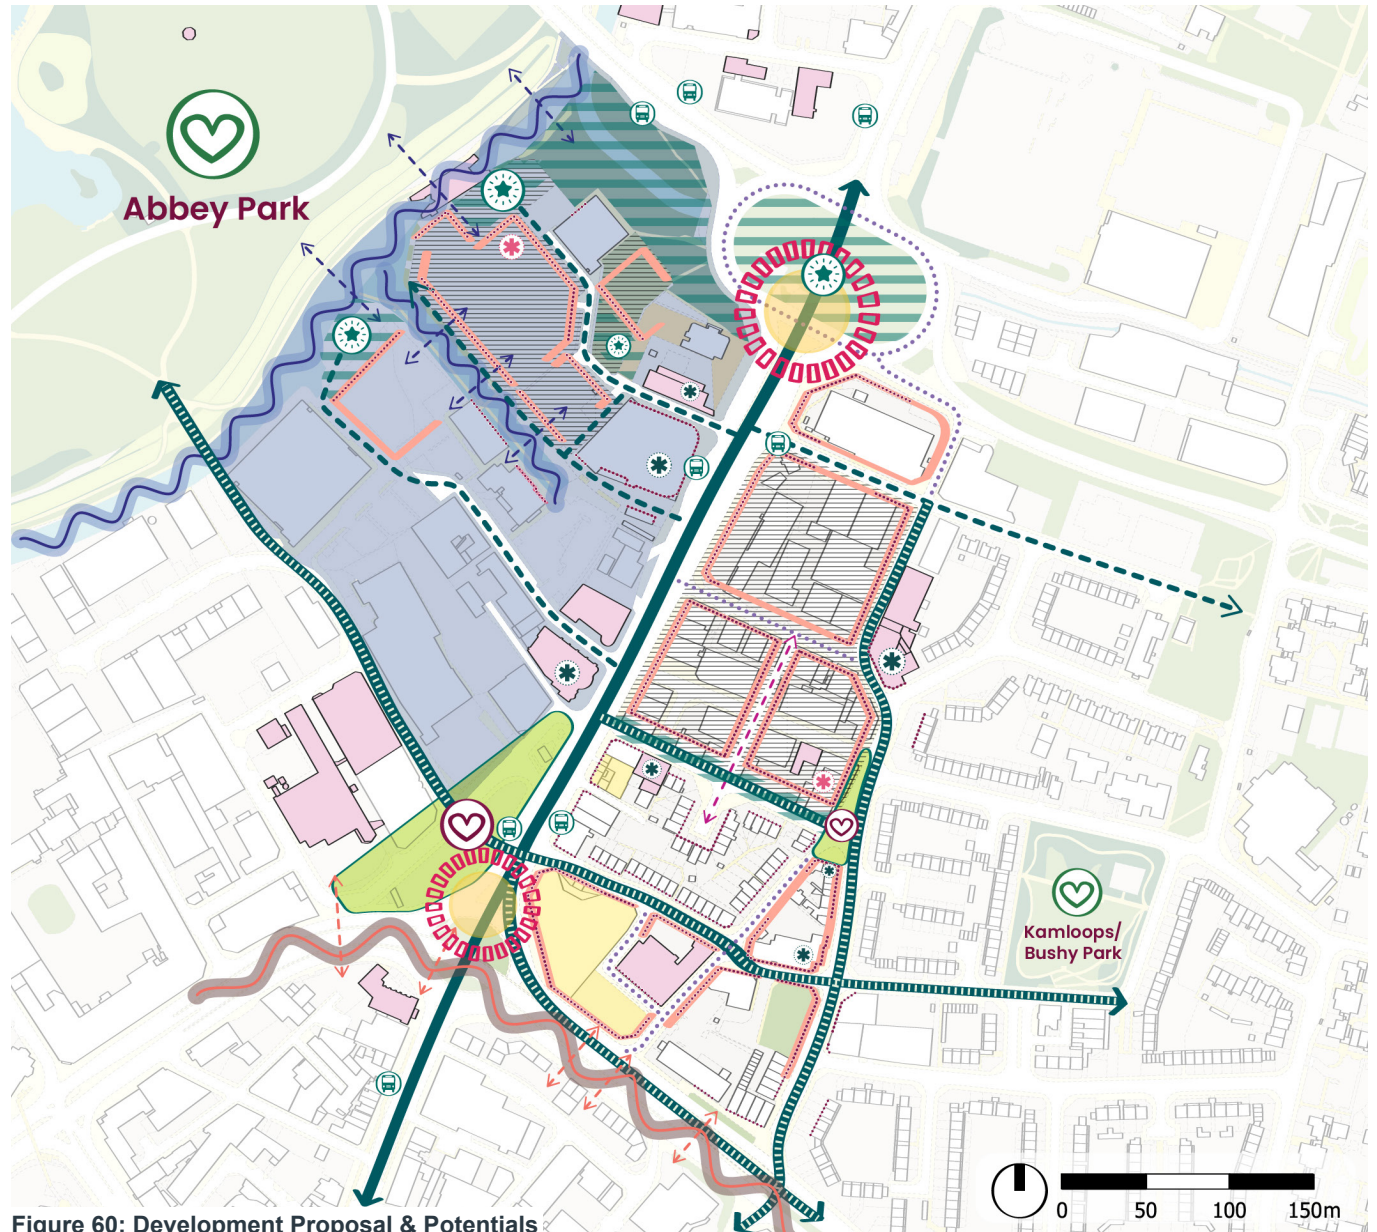 Abbey Park
Kamloops/
Bushy Park
0 50 100 150m
Figure 60: Development Proposal & Potentials